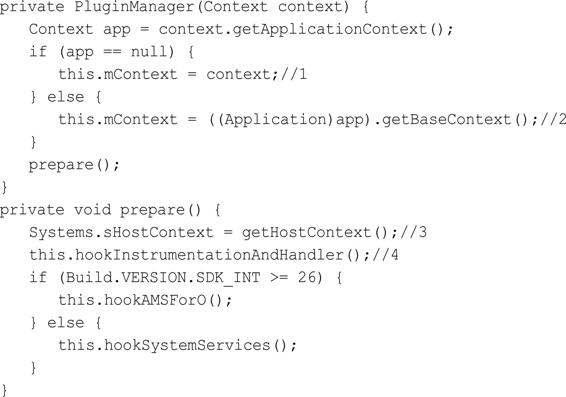 private PluginManager(Context context) {
    Context app = context.getApplicationContext();
    if (app == null) {
        this.mContext = context;//1
    } else {
        this.mContext = ((Application)app).getBaseContext();//2
    }
    prepare();
}
private void prepare() {
    Systems.sHostContext = getHostContext();//3
    this.hookInstrumentationAndHandler();//4
    if (Build.VERSION.SDK_INT >= 26) {
        this.hookAMSForO();
    } else {
        this.hookSystemServices();
    }
}